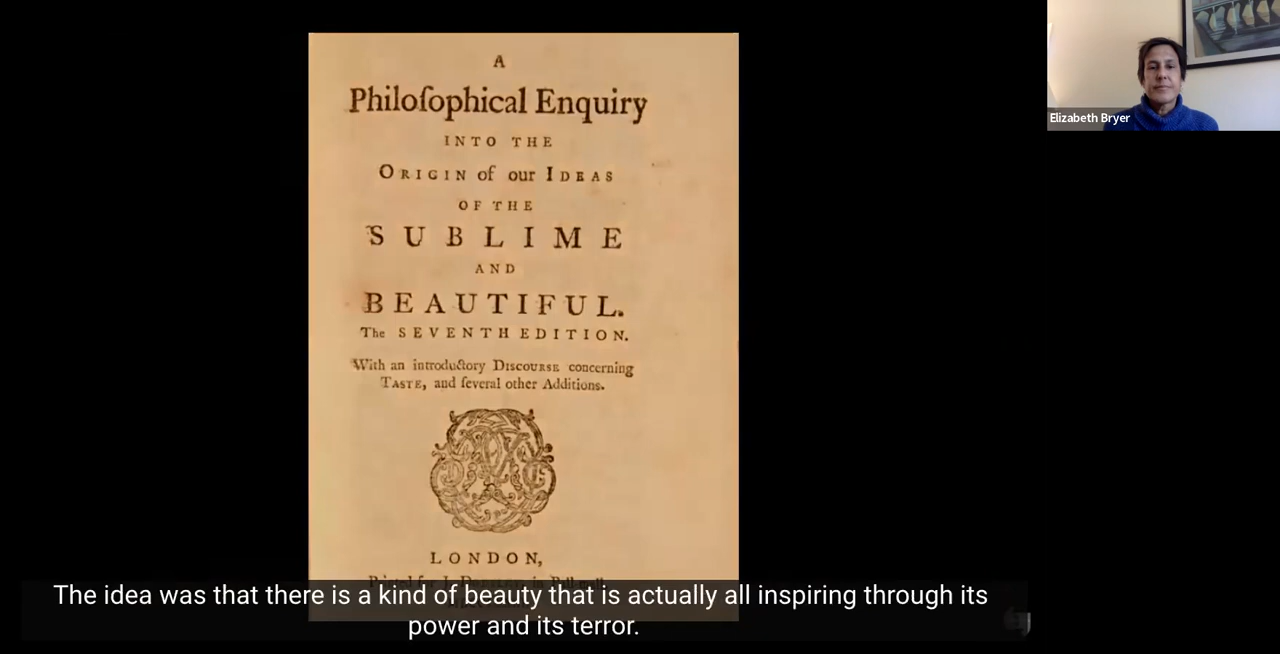 A
Philoſophical Enquiry
INTO THE
ORIGIN of our IDEAS
OF THE
SUBLIME
AND
BEAUTIFUL.
The SEVENTH EDITION.
With an introductory DISCOURSE concerning
TASTE, and ſeveral other Additions.
LONDON,
Elizabeth Bryer
The idea was that there is a kind of beauty that is actually all inspiring through its
power and its terror.